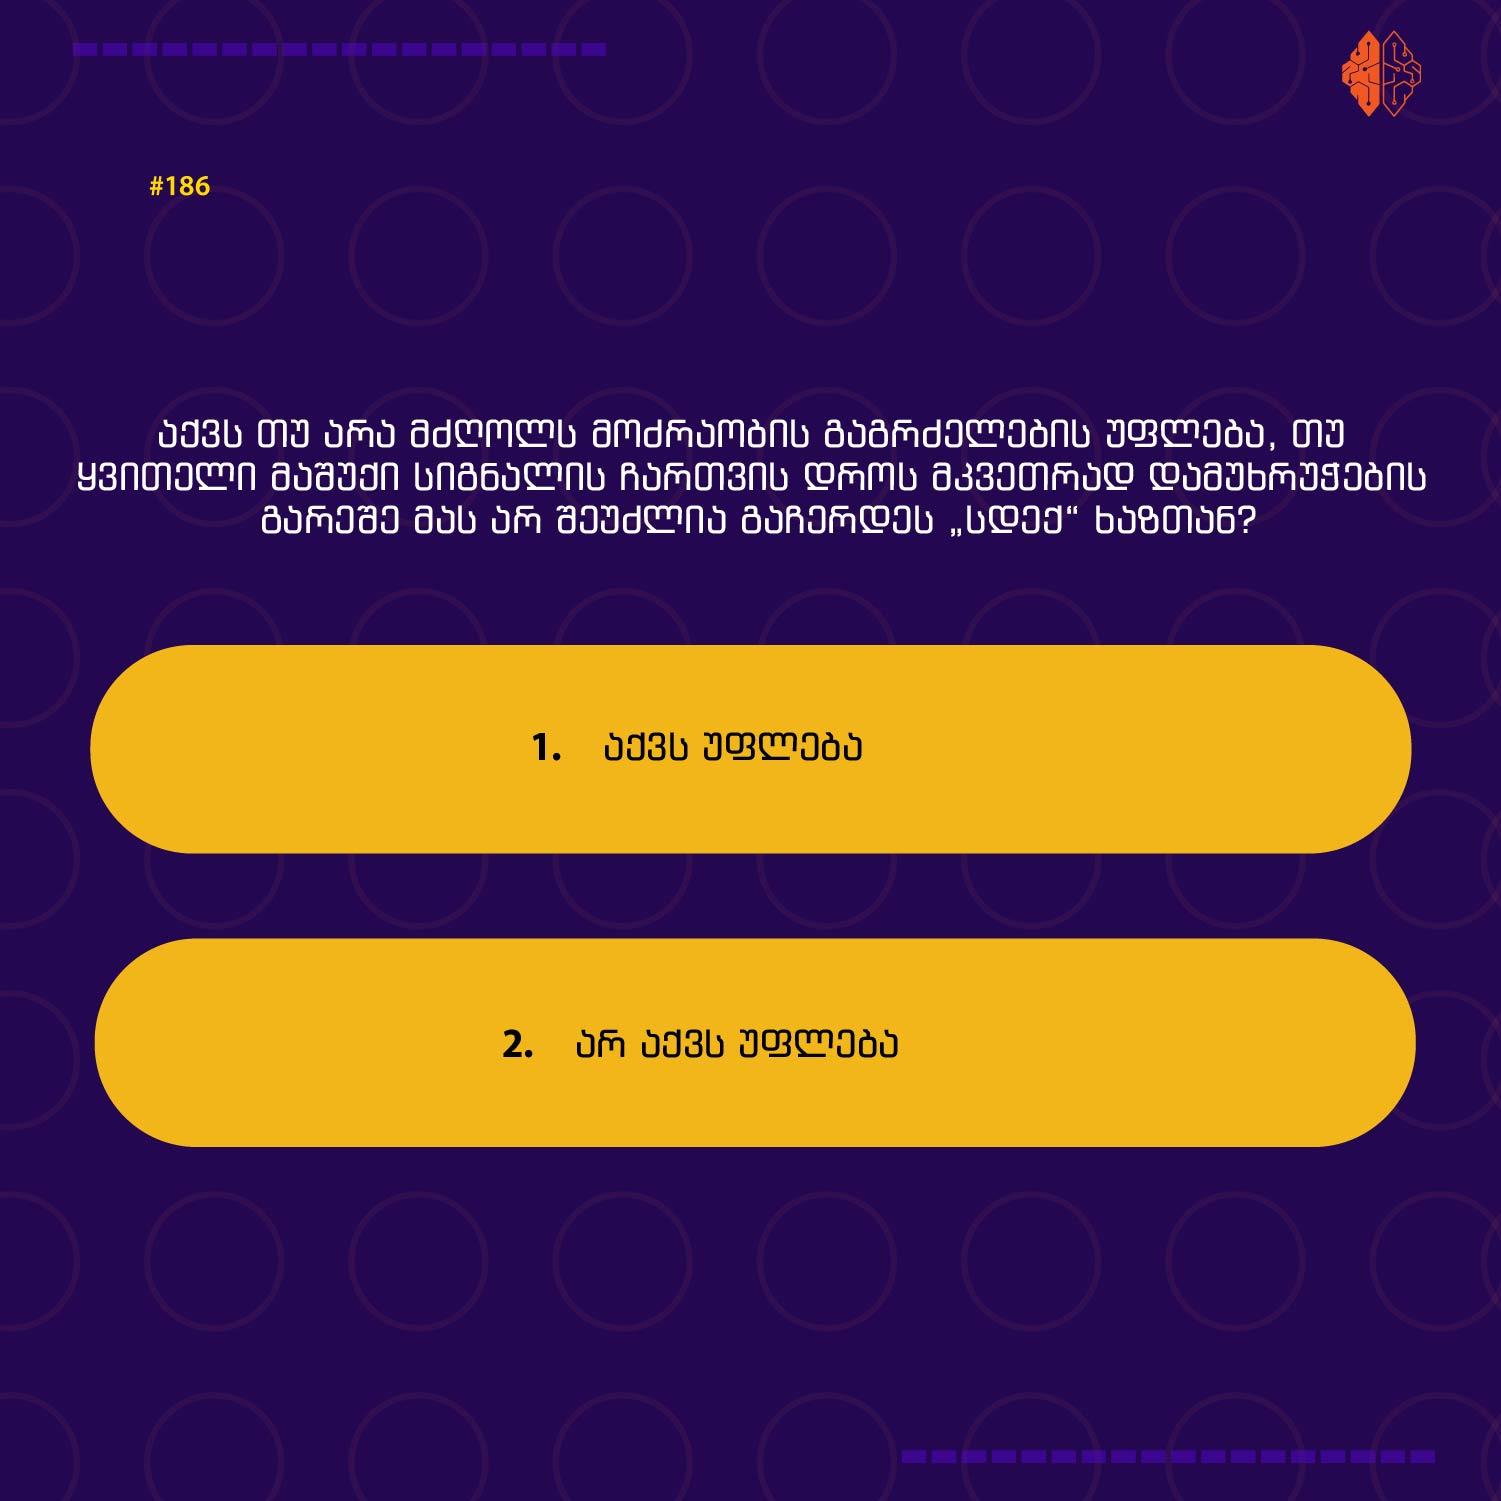 #186
აქვს თუ არა მძღოლს მოძრაობის გაგრძელების უფლება, თუ
ყვითელი მაშუქი სიგნალის ჩართვის დროს მკვეთრად დამუხრუჭების
გარეშე მას არ შეუძლია გაჩერდეს „სდექ“ ხაზთან?
1. აქვს უფლება
2. არ აქვს უფლება